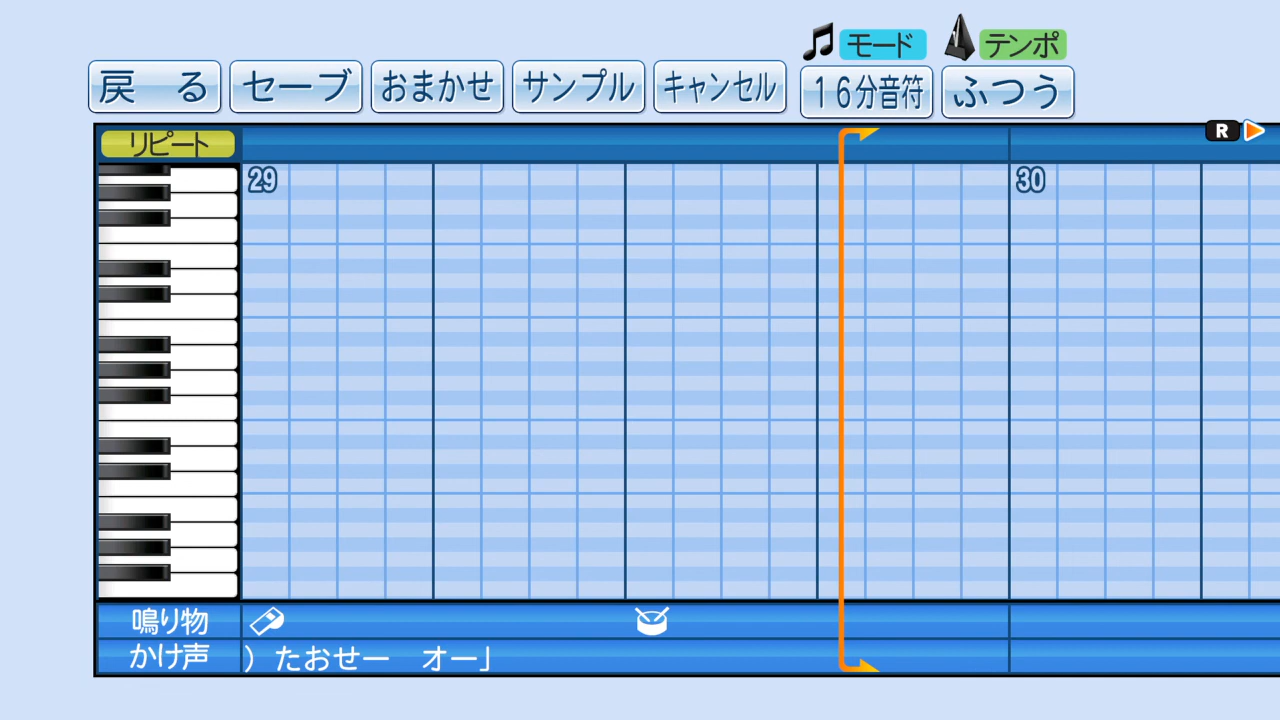 モード テンポ
戻 る セーブ おまかせ サンプル キャンセル 16分音符 ふつう
リピート R
29 30
鳴り物
かけ声 ) たおせー オー」